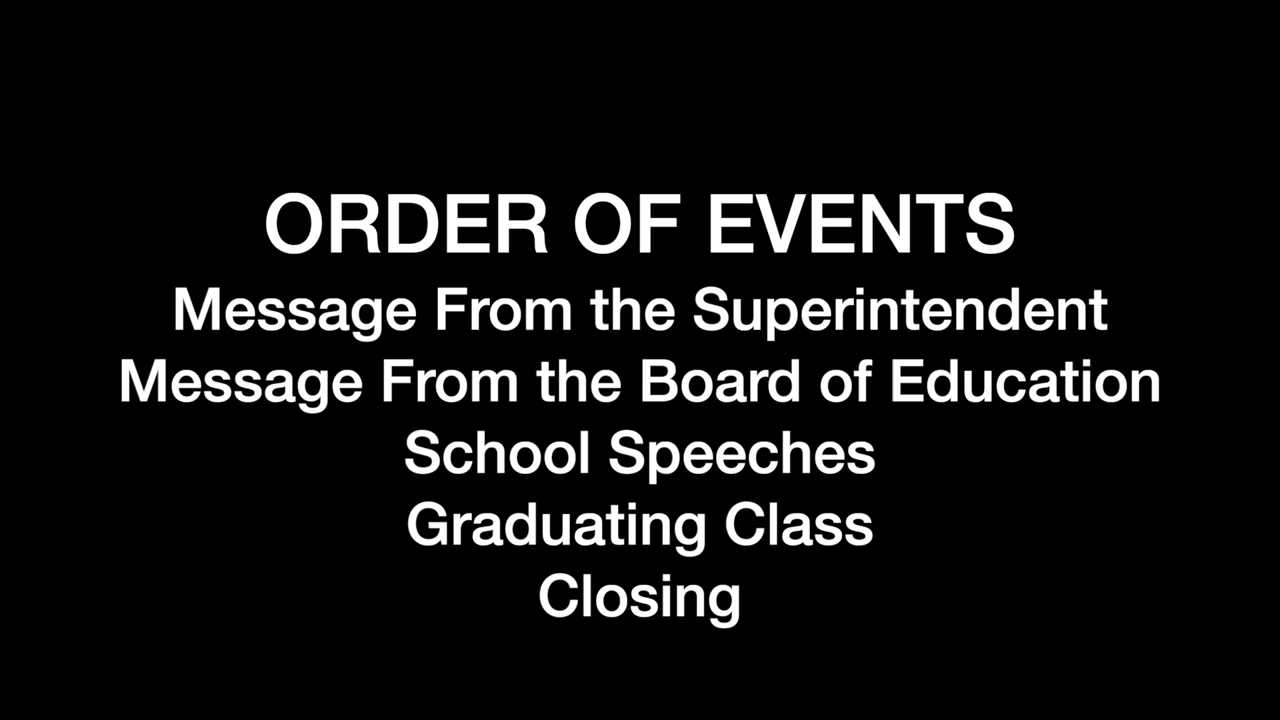 ORDER OF EVENTS
Message From the Superintendent
Message From the Board of Education
School Speeches
Graduating Class
Closing